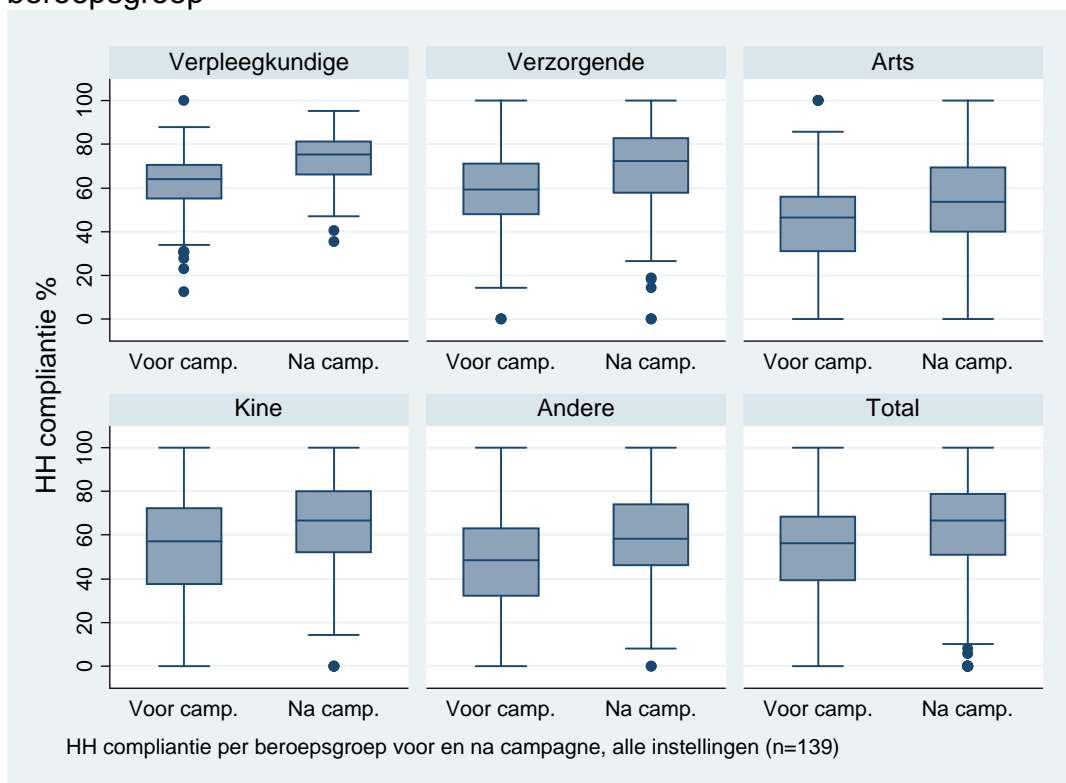 beroepsgroep
Verpleegkundige Verzorgende Arts
HH compliantie %
0 20 40 60 80 100
Voor camp. Na camp. Voor camp. Na camp. Voor camp. Na camp.
Kine Andere Total
0 20 40 60 80 100
Voor camp. Na camp. Voor camp. Na camp. Voor camp. Na camp.
HH compliantie per beroepsgroep voor en na campagne, alle instellingen (n=139)